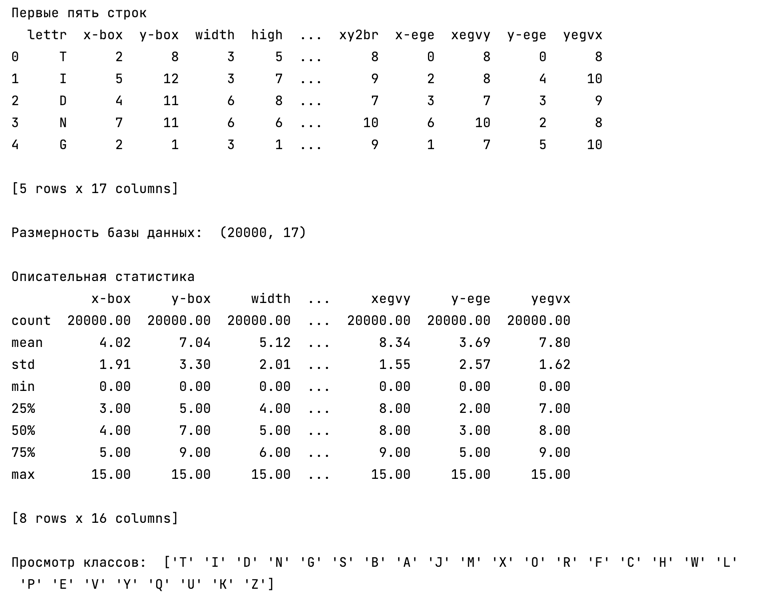 Первые пять строк
  lettr  x-box  y-box  width  high  ...  xy2br  x-ege  xegvy  y-ege  yegvx
0     T      2      8      3     5  ...      8      0      8      0      8
1     I      5     12      3     7  ...      9      2      8      4     10
2     D      4     11      6     8  ...      7      3      7      3      9
3     N      7     11      6     6  ...     10      6     10      2      8
4     G      2      1      3     1  ...      9      1      7      5     10
[5 rows x 17 columns]
Размерность базы данных:  (20000, 17)
Описательная статистика
          x-box     y-box     width  ...     xegvy     y-ege     yegvx
count  20000.00  20000.00  20000.00  ...  20000.00  20000.00  20000.00
mean       4.02      7.04      5.12  ...      8.34      3.69      7.80
std        1.91      3.30      2.01  ...      1.55      2.57      1.62
min        0.00      0.00      0.00  ...      0.00      0.00      0.00
25%        3.00      5.00      4.00  ...      8.00      2.00      7.00
50%        4.00      7.00      5.00  ...      8.00      3.00      8.00
75%        5.00      9.00      6.00  ...      9.00      5.00      9.00
max       15.00     15.00     15.00  ...     15.00     15.00     15.00
[8 rows x 16 columns]
Просмотр классов:  ['T' 'I' 'D' 'N' 'G' 'S' 'B' 'A' 'J' 'M' 'X' 'O' 'R' 'F' 'C' 'H' 'W' 'L'
 'P' 'E' 'V' 'Y' 'Q' 'U' 'K' 'Z']